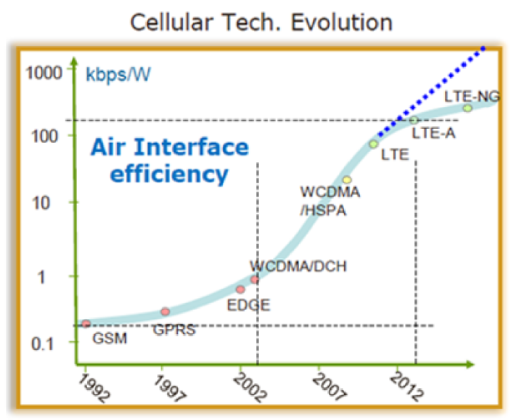 Cellular Tech. Evolution
1000
kbps/W
LTE-NG
100
LTE-A
Air Interface
efficiency
LTE
10
WCDMA
/HSPA
1
WCDMA/DCH
EDGE
0.1
GSM
GPRS
1992
1997
2002
2007
2012